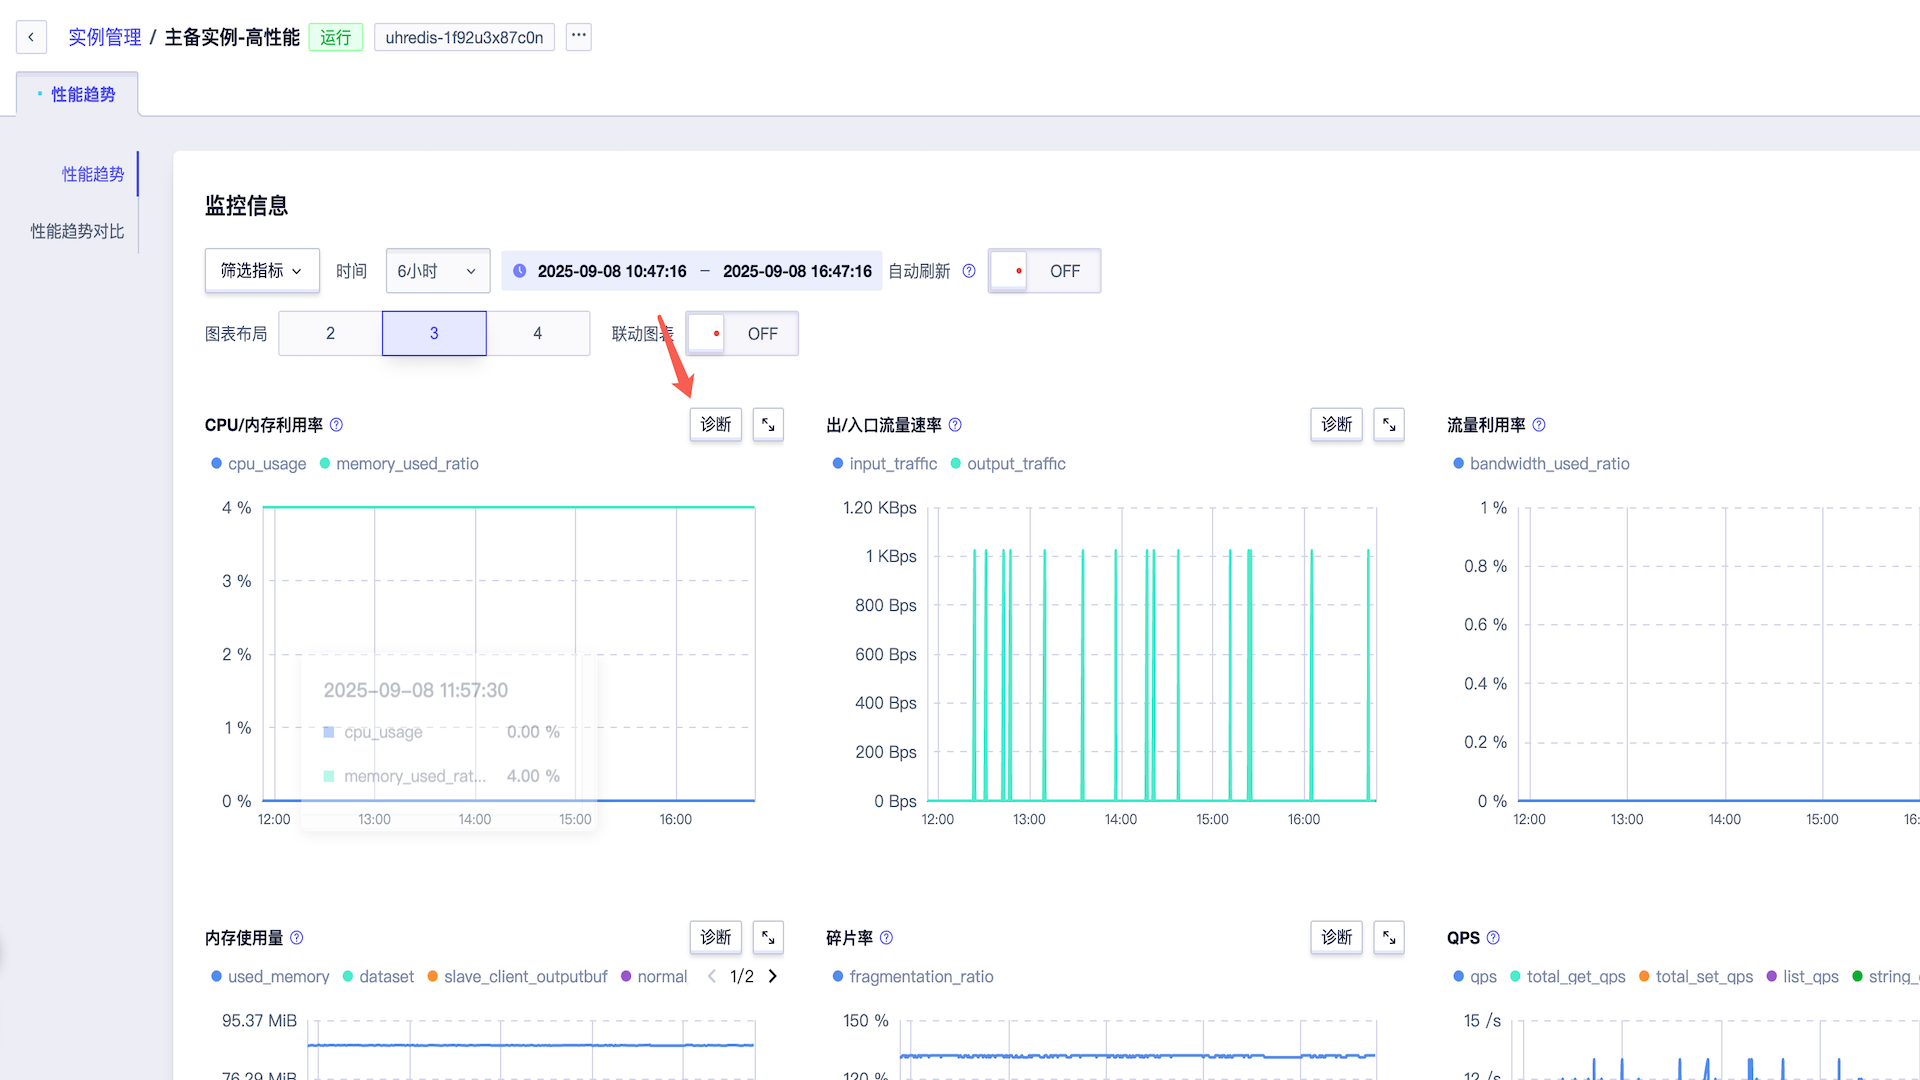 实例管理 / 主备实例-高性能 运行 uhredis-1f92u3x87c0n ···
性能趋势
性能趋势
性能趋势对比
监控信息
筛选指标 时间 6小时 2025-09-08 10:47:16 – 2025-09-08 16:47:16 自动刷新 OFF
图表布局 2 3 4 联动图表 OFF
CPU/内存利用率 诊断
cpu_usage memory_used_ratio
4 %
3 %
2 %
1 %
0 %
12:00 13:00 14:00 15:00 16:00
2025-09-08 11:57:30
cpu_usage 0.00 %
memory_used_rat... 4.00 %
出/入口流量速率 诊断
input_traffic output_traffic
1.20 KBps
1 KBps
800 Bps
600 Bps
400 Bps
200 Bps
0 Bps
12:00 13:00 14:00 15:00 16:00
流量利用率
bandwidth_used_ratio
1 %
0.8 %
0.6 %
0.4 %
0.2 %
0 %
12:00 13:00 14:00 15:00 16:
内存使用量 诊断
used_memory dataset slave_client_outputbuf normal 1/2
95.37 MiB
76.29 MiB
碎片率 诊断
fragmentation_ratio
150 %
120 %
QPS
qps total_get_qps total_set_qps list_qps string_
15 /s
12 /s